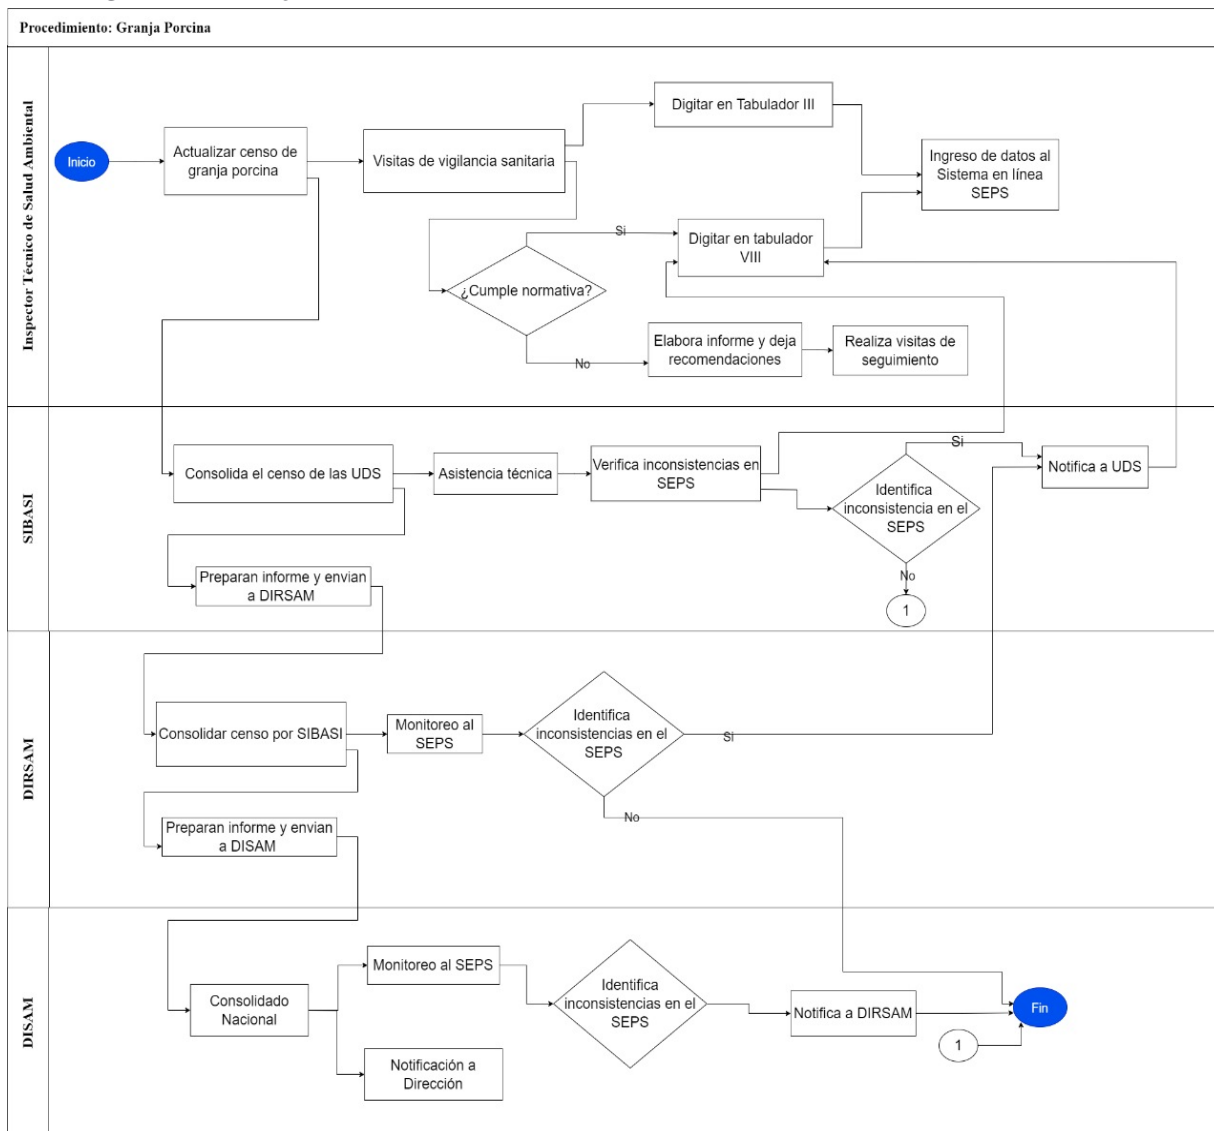 Procedimiento: Granja Porcina
Inspector Técnico de Salud Ambiental
Inicio
Actualizar censo de
granja porcina
Visitas de vigilancia sanitaria
Digitar en Tabulador III
Ingreso de datos al
Sistema en línea
SEPS
Si
Digitar en tabulador
VIII
¿Cumple normativa?
No
Elabora informe y deja
recomendaciones
Realiza visitas de
seguimiento
SIBASI
Consolida el censo de las UDS
Asistencia técnica
Verifica inconsistencias en
SEPS
Identifica
inconsistencia en el
SEPS
Si
Notifica a UDS
No
1
Preparan informe y envian
a DIRSAM
DIRSAM
Consolidar censo por SIBASI
Monitoreo al
SEPS
Identifica
inconsistencias en el
SEPS
Si
No
Preparan informe y envian
a DISAM
DISAM
Consolidado
Nacional
Monitoreo al SEPS
Identifica
inconsistencias en el
SEPS
Notifica a DIRSAM
Fin
1
Notificación a
Dirección